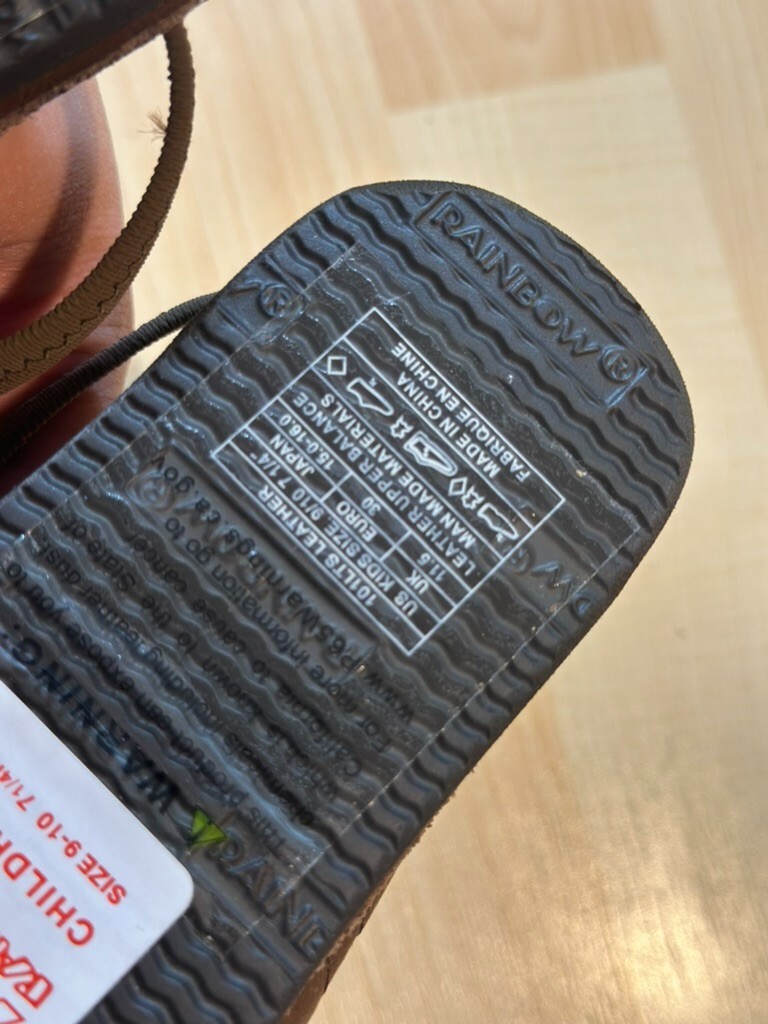 RAINBOW®
101LTS LEATHER
US KIDS SIZE 9/10 7 1/4"
UK EURO JAPAN
11.5 30 15.0-16.0
LEATHER UPPER BALANCE
MAN MADE MATERIALS
MADE IN CHINA
FABRIQUE EN CHINE
WARNING:
This product can expose you to
chemicals including leather dust,
which is known to the State of
California to cause cancer.
For more information go to
www.P65Warnings.ca.gov
CHILD
SIZE 9-10 7 1/4